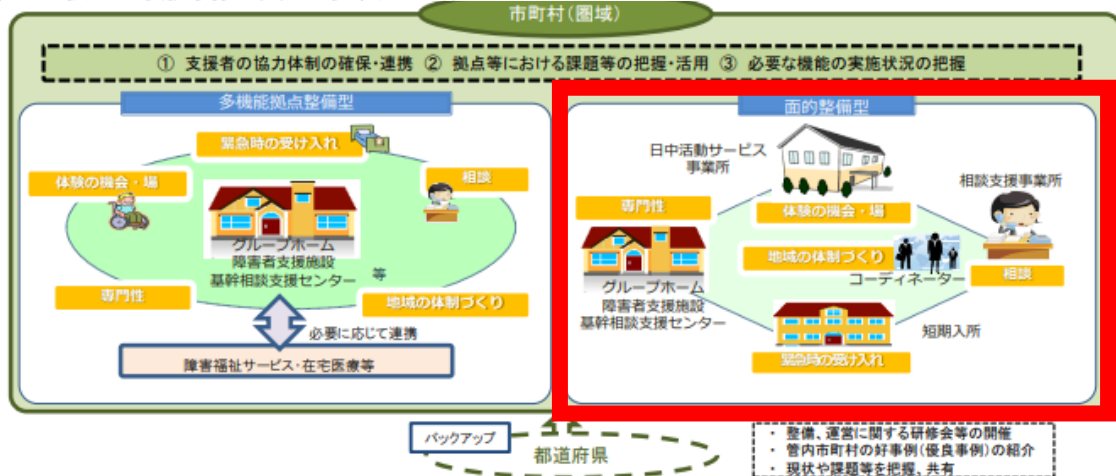 市町村(圏域)
① 支援者の協力体制の確保・連携 ② 拠点等における課題等の把握・活用 ③ 必要な機能の実施状況の把握
多機能拠点整備型
緊急時の受け入れ
体験の機会・場
相談
グループホーム
障害者支援施設
基幹相談支援センター 等
専門性
地域の体制づくり
必要に応じて連携
障害福祉サービス・在宅医療等
面的整備型
日中活動サービス
事業所
相談支援事業所
専門性
体験の機会・場
地域の体制づくり
コーディネーター
相談
グループホーム
障害者支援施設
基幹相談支援センター
短期入所
緊急時の受け入れ
バックアップ
都道府県
・ 整備、運営に関する研修会等の開催
・ 管内市町村の好事例(優良事例)の紹介
・ 現状や課題等を把握、共有